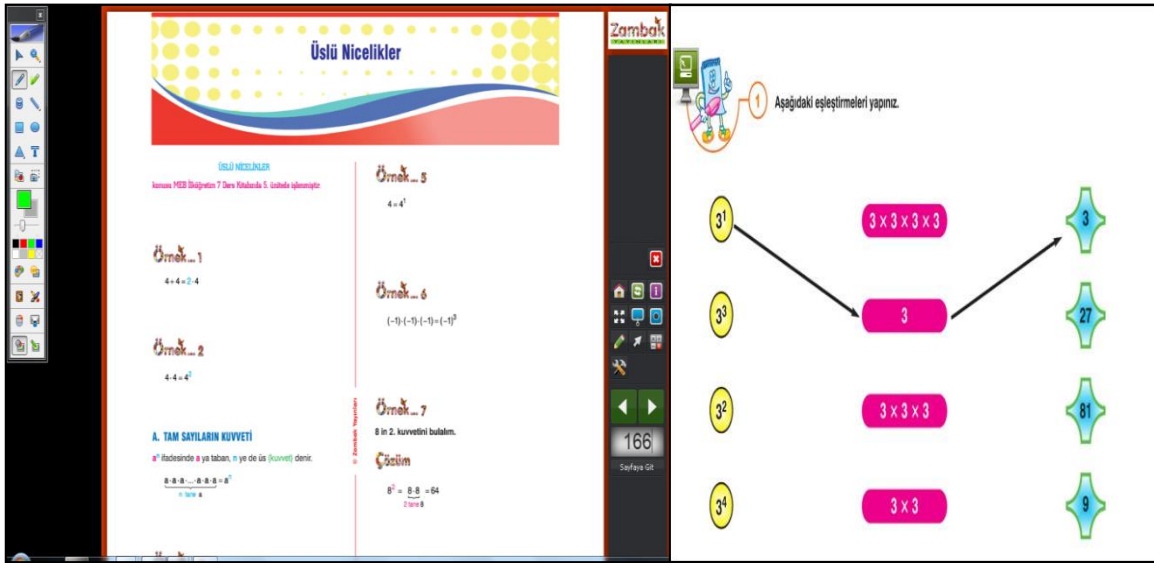 Üslü Nicelikler
ÜSLÜ NİCELİKLER
konusu MEB İlköğretim 7 Ders Kitabında 5. ünitede işlenmiştir
Örnek... 1
4 + 4 = 2 · 4
Örnek... 2
4 · 4 = 4²
A. TAM SAYILARIN KUVVETİ
aⁿ ifadesinde a ya taban, n ye de üs (kuvvet) denir.
a · a · a · ... · a · a · a = aⁿ
n tane a
© Zambak Yayınları
Örnek... 5
4 = 4¹
Örnek... 6
(−1) · (−1) · (−1) = (−1)³
Örnek... 7
8 in 2. kuvvetini bulalım.
Çözüm
8² = 8 · 8 = 64
2 tane 8
Zambak
YAYINLARI
166
Sayfaya Git
1 Aşağıdaki eşleştirmeleri yapınız.
3¹ 3 x 3 x 3 x 3 3
3³ 3 27
3² 3 x 3 x 3 81
3⁴ 3 x 3 9